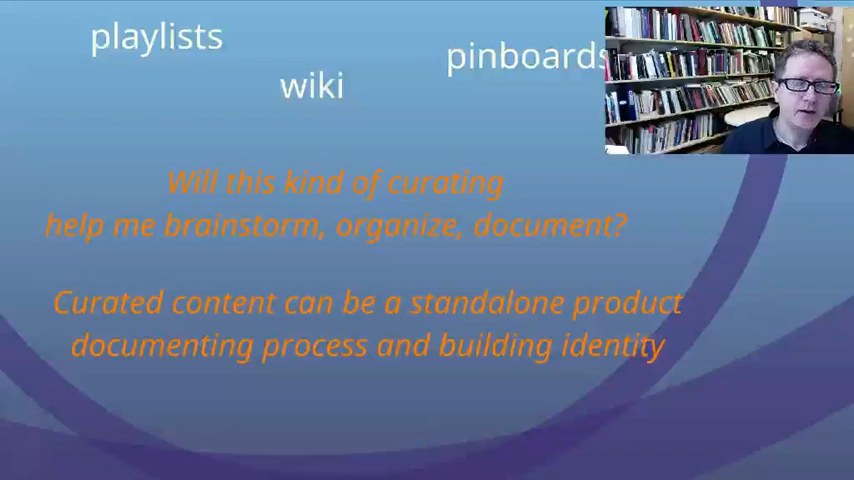 playlists
pinboards
wiki
Will this kind of curating
help me brainstorm, organize, document?
Curated content can be a standalone product
documenting process and building identity